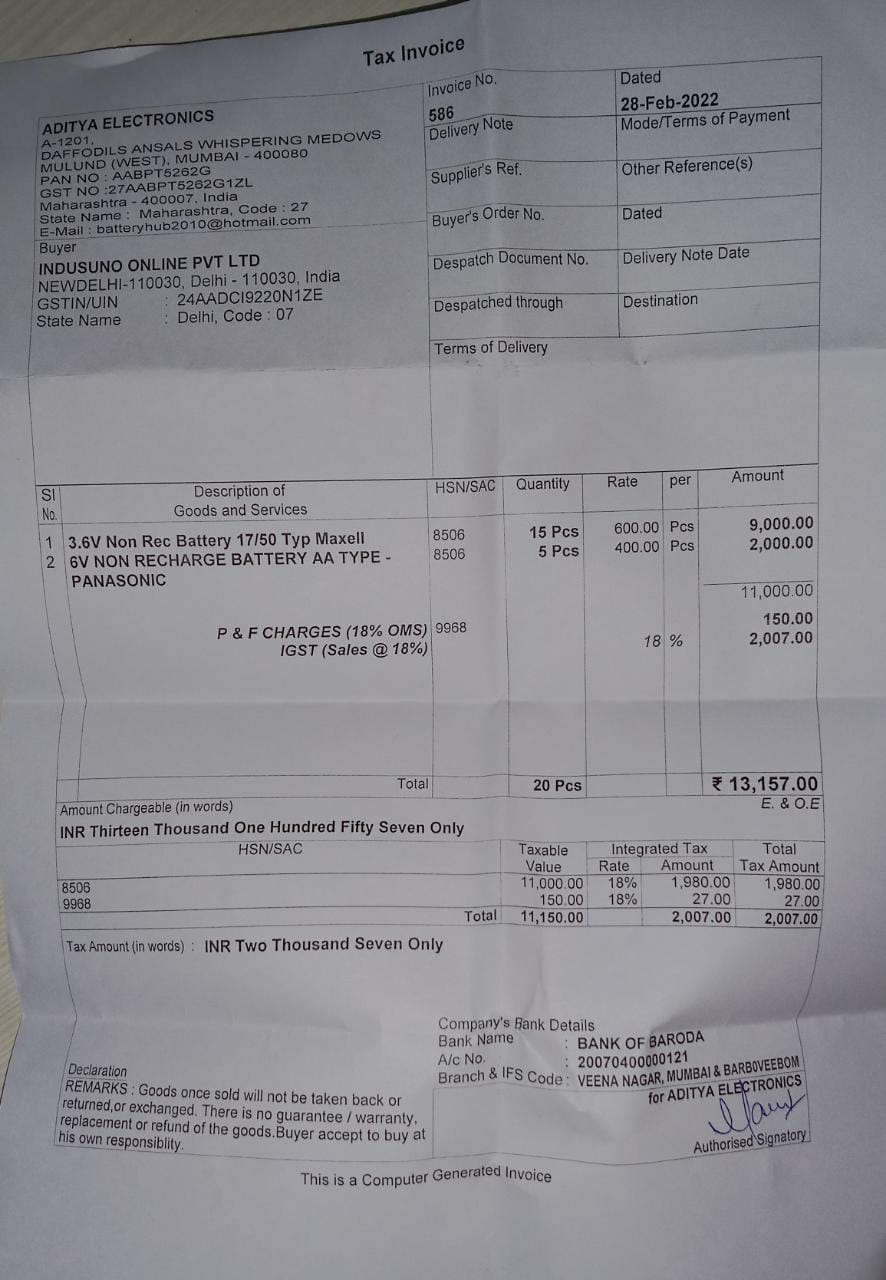 Tax Invoice
ADITYA ELECTRONICS
A-1201,
DAFFODILS ANSALS WHISPERING MEDOWS
MULUND (WEST), MUMBAI - 400080
PAN NO : AABPT5262G
GST NO :27AABPT5262G1ZL
Maharashtra - 400007, India
State Name : Maharashtra, Code : 27
E-Mail : batteryhub2010@hotmail.com
Invoice No.
586
Dated
28-Feb-2022
Delivery Note
Mode/Terms of Payment
Supplier's Ref.
Other Reference(s)
Buyer
INDUSUNO ONLINE PVT LTD
NEWDELHI-110030, Delhi - 110030, India
GSTIN/UIN : 24AADCI9220N1ZE
State Name : Delhi, Code : 07
Buyer's Order No.
Dated
Despatch Document No.
Delivery Note Date
Despatched through
Destination
Terms of Delivery
Sl No. Description of Goods and Services HSN/SAC Quantity Rate per Amount
1 3.6V Non Rec Battery 17/50 Typ Maxell 8506 15 Pcs 600.00 Pcs 9,000.00
2 6V NON RECHARGE BATTERY AA TYPE - 8506 5 Pcs 400.00 Pcs 2,000.00
PANASONIC
11,000.00
P & F CHARGES (18% OMS) 9968 150.00
IGST (Sales @ 18%) 18 % 2,007.00
Total 20 Pcs ₹ 13,157.00
Amount Chargeable (in words) E. & O.E
INR Thirteen Thousand One Hundred Fifty Seven Only
HSN/SAC Taxable Value Integrated Tax Rate Amount Total Tax Amount
8506 11,000.00 18% 1,980.00 1,980.00
9968 150.00 18% 27.00 27.00
Total 11,150.00 2,007.00 2,007.00
Tax Amount (in words) : INR Two Thousand Seven Only
Company's Bank Details
Bank Name : BANK OF BARODA
A/c No. : 20070400000121
Branch & IFS Code : VEENA NAGAR, MUMBAI & BARBOVEEBOM
Declaration
REMARKS : Goods once sold will not be taken back or
returned,or exchanged. There is no guarantee / warranty,
replacement or refund of the goods.Buyer accept to buy at
his own responsiblity.
for ADITYA ELECTRONICS
Authorised Signatory
This is a Computer Generated Invoice